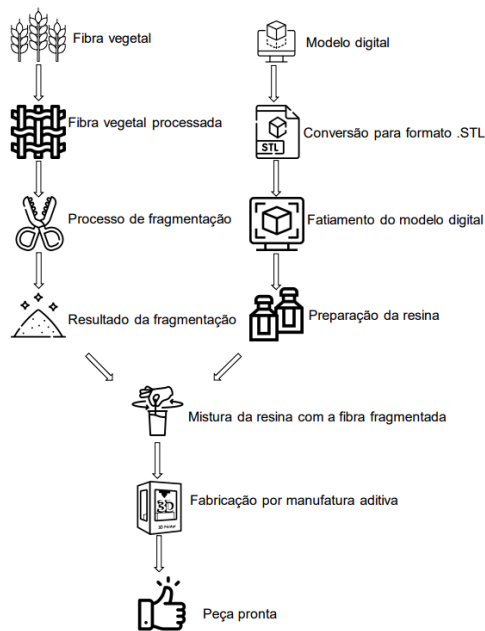 Fibra vegetal
Modelo digital
Fibra vegetal processada
Conversão para formato .STL
STL
Processo de fragmentação
Fatiamento do modelo digital
Resultado da fragmentação
Preparação da resina
Mistura da resina com a fibra fragmentada
Fabricação por manufatura aditiva
3D
Peça pronta